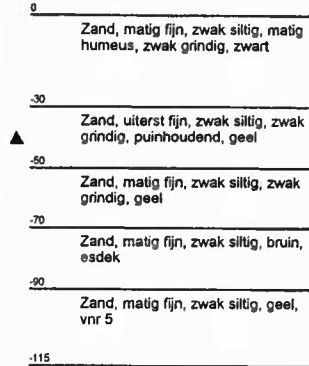 0
Zand, matig fijn, zwak siltig, matig
humeus, zwak grindig, zwart
-30
Zand, uiterst fijn, zwak siltig, zwak
grindig, puinhoudend, geel
-50
Zand, matig fijn, zwak siltig, zwak
grindig, geel
-70
Zand, matig fijn, zwak siltig, bruin,
esdek
-90
Zand, matig fijn, zwak siltig, geel,
vnr 5
-115